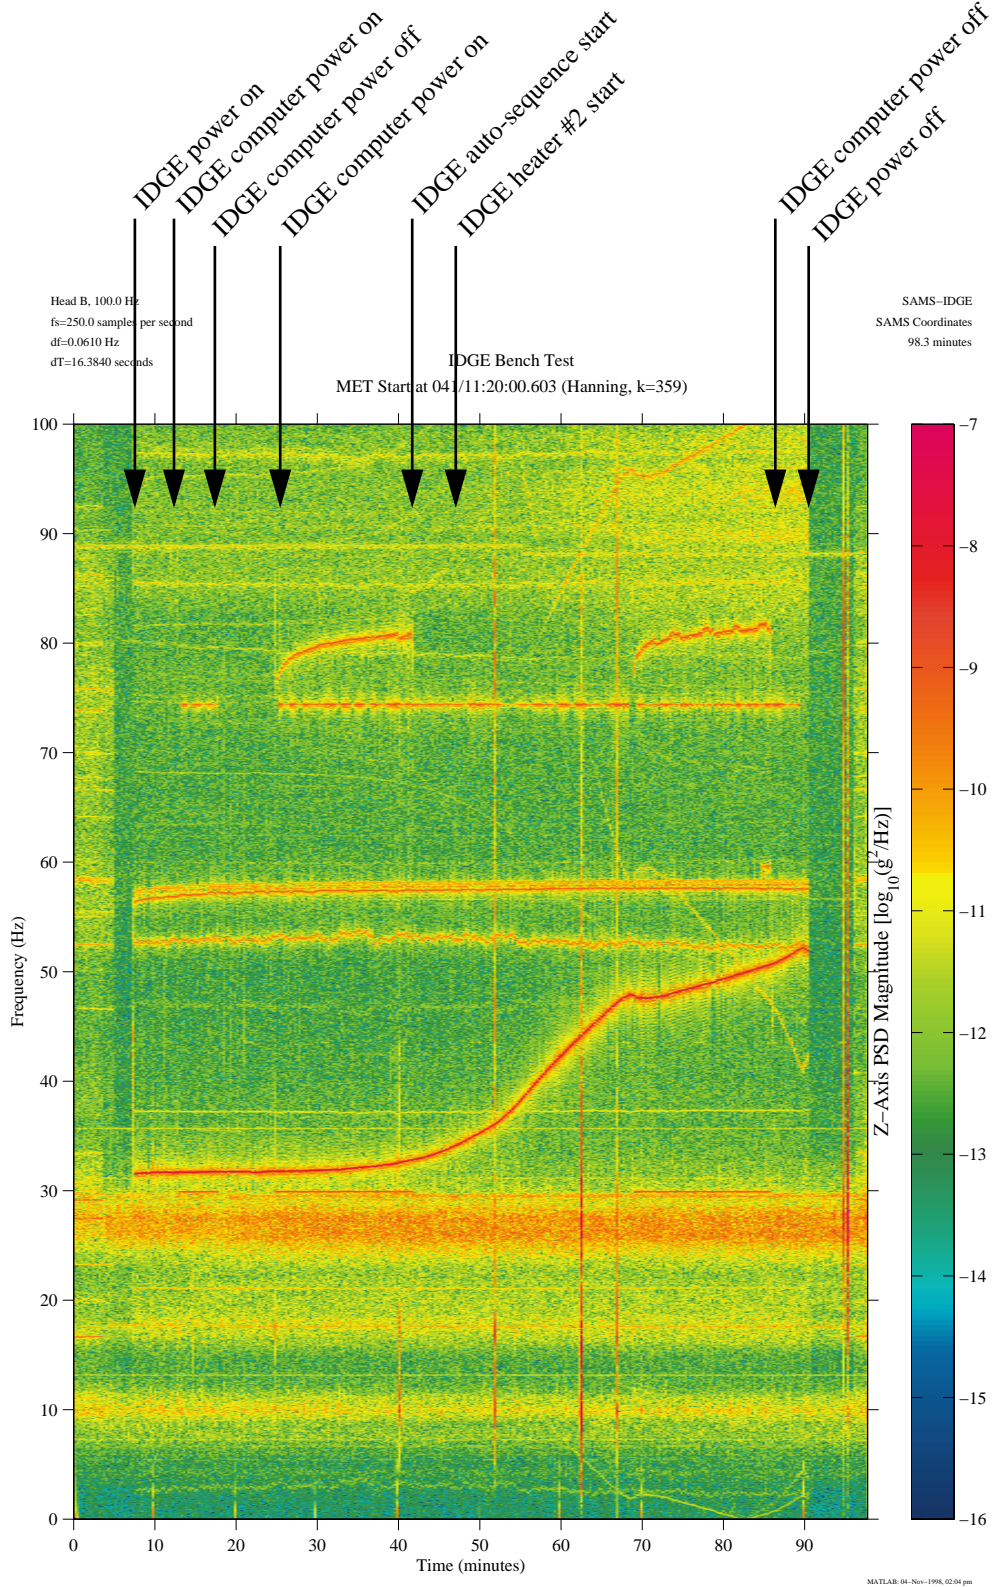 IDGE power on
IDGE computer power on
IDGE computer power off
IDGE computer power on
IDGE auto-sequence start
IDGE heater #2 start
IDGE computer power off
IDGE power off
Head B, 100.0 Hz
fs=250.0 samples per second
df=0.0610 Hz
dT=16.3840 seconds
SAMS−IDGE
SAMS Coordinates
98.3 minutes
IDGE Bench Test
MET Start at 041/11:20:00.603 (Hanning, k=359)
100
90
80
70
60
50
40
30
20
10
0
Frequency (Hz)
0 10 20 30 40 50 60 70 80 90
Time (minutes)
−7
−8
−9
−10
−11
−12
−13
−14
−15
−16
Z−Axis PSD Magnitude [log10(g2/Hz)]
MATLAB: 04−Nov−1998, 02:04 pm